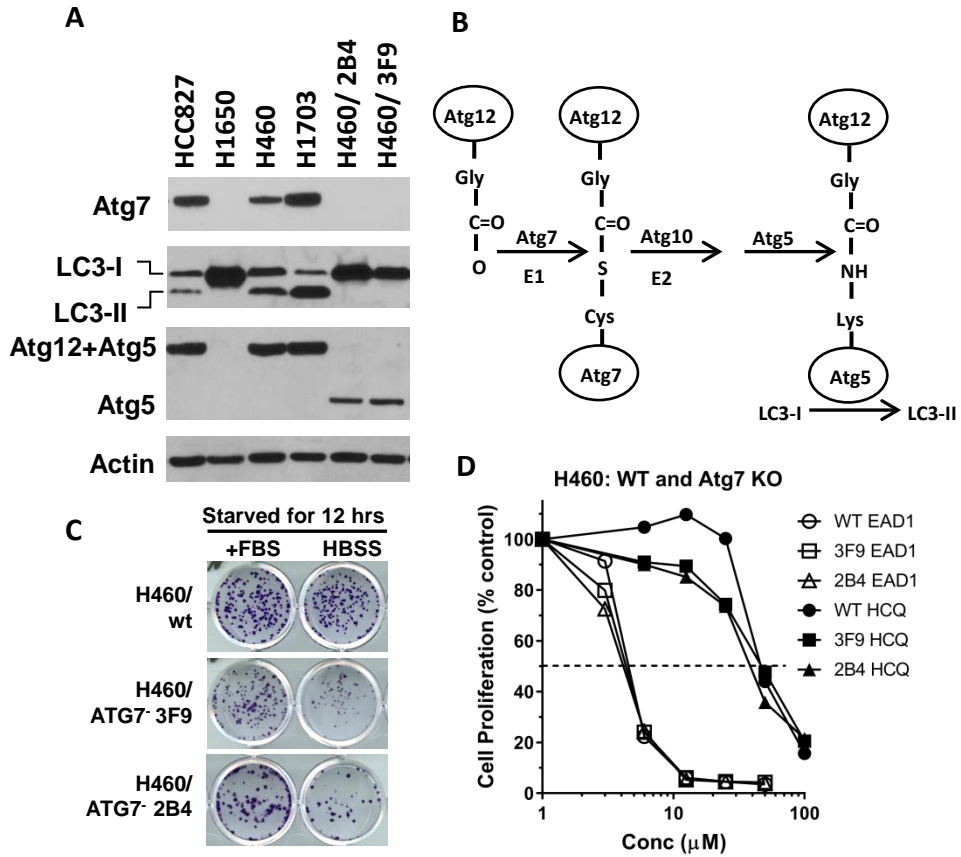 A
HCC827
H1650
H460
H1703
H460/ 2B4
H460/ 3F9
Atg7
LC3-I
LC3-II
Atg12+Atg5
Atg5
Actin
B
Atg12
Atg12
Atg12
Gly
Gly
Gly
C=O
C=O
C=O
Atg7
Atg10
Atg5
O
E1
S
E2
NH
Cys
Lys
Atg7
Atg5
LC3-I
LC3-II
C
Starved for 12 hrs
+FBS
HBSS
H460/
wt
H460/
ATG7- 3F9
H460/
ATG7- 2B4
D
H460: WT and Atg7 KO
Cell Proliferation (% control)
100
80
60
40
20
0
1
10
100
Conc (μM)
WT EAD1
3F9 EAD1
2B4 EAD1
WT HCQ
3F9 HCQ
2B4 HCQ